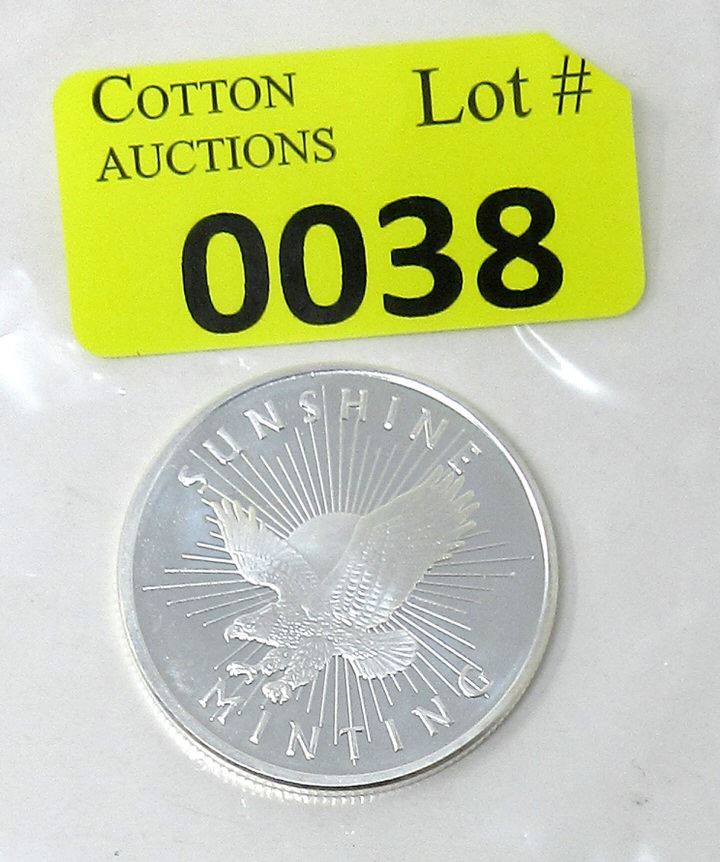 COTTON
AUCTIONS
Lot #
0038
SUNSHINE
MINTING